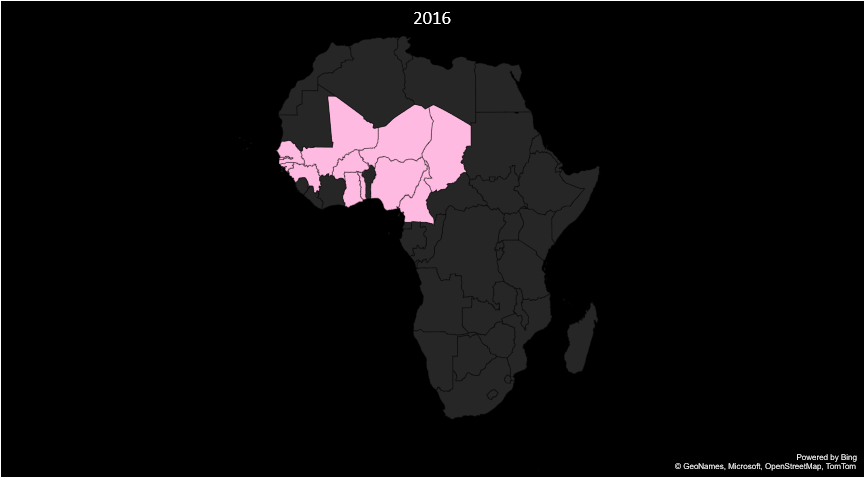 2016
Powered by Bing
© GeoNames, Microsoft, OpenStreetMap, TomTom